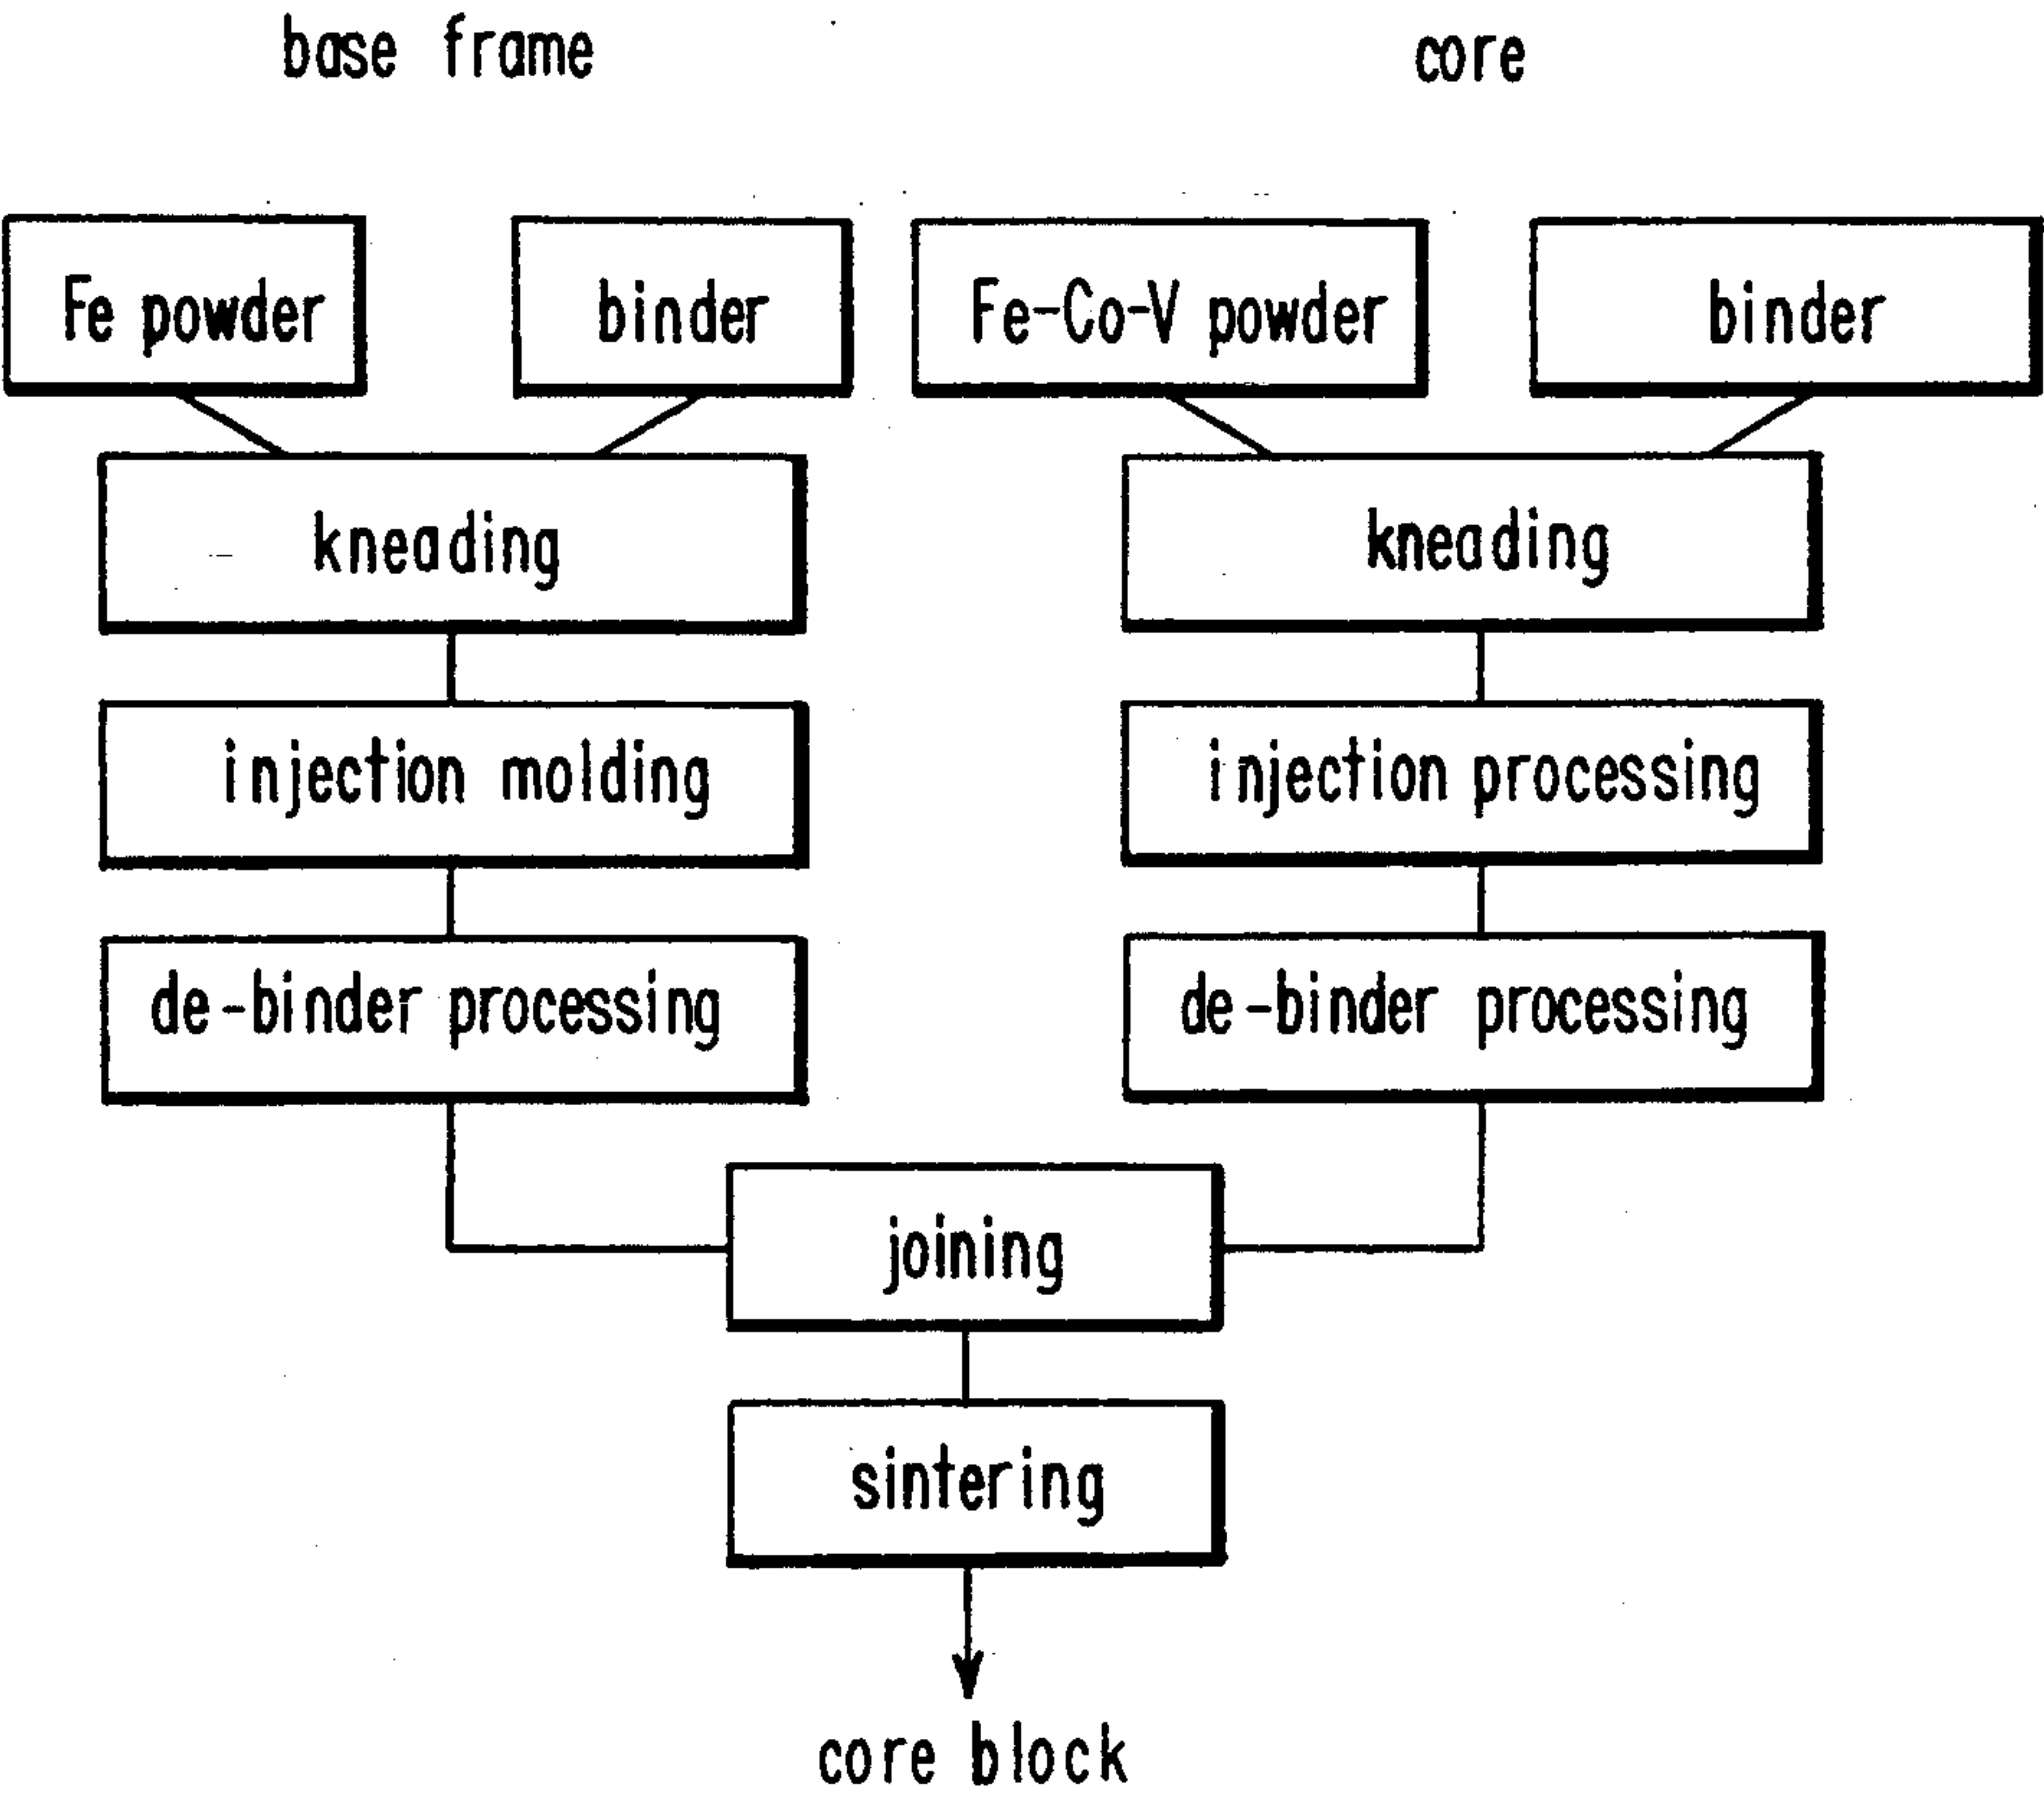 base frame
core
Fe powder
binder
Fe-Co-V powder
binder
kneading
kneading
injection molding
injection processing
de-binder processing
de-binder processing
joining
sintering
core block